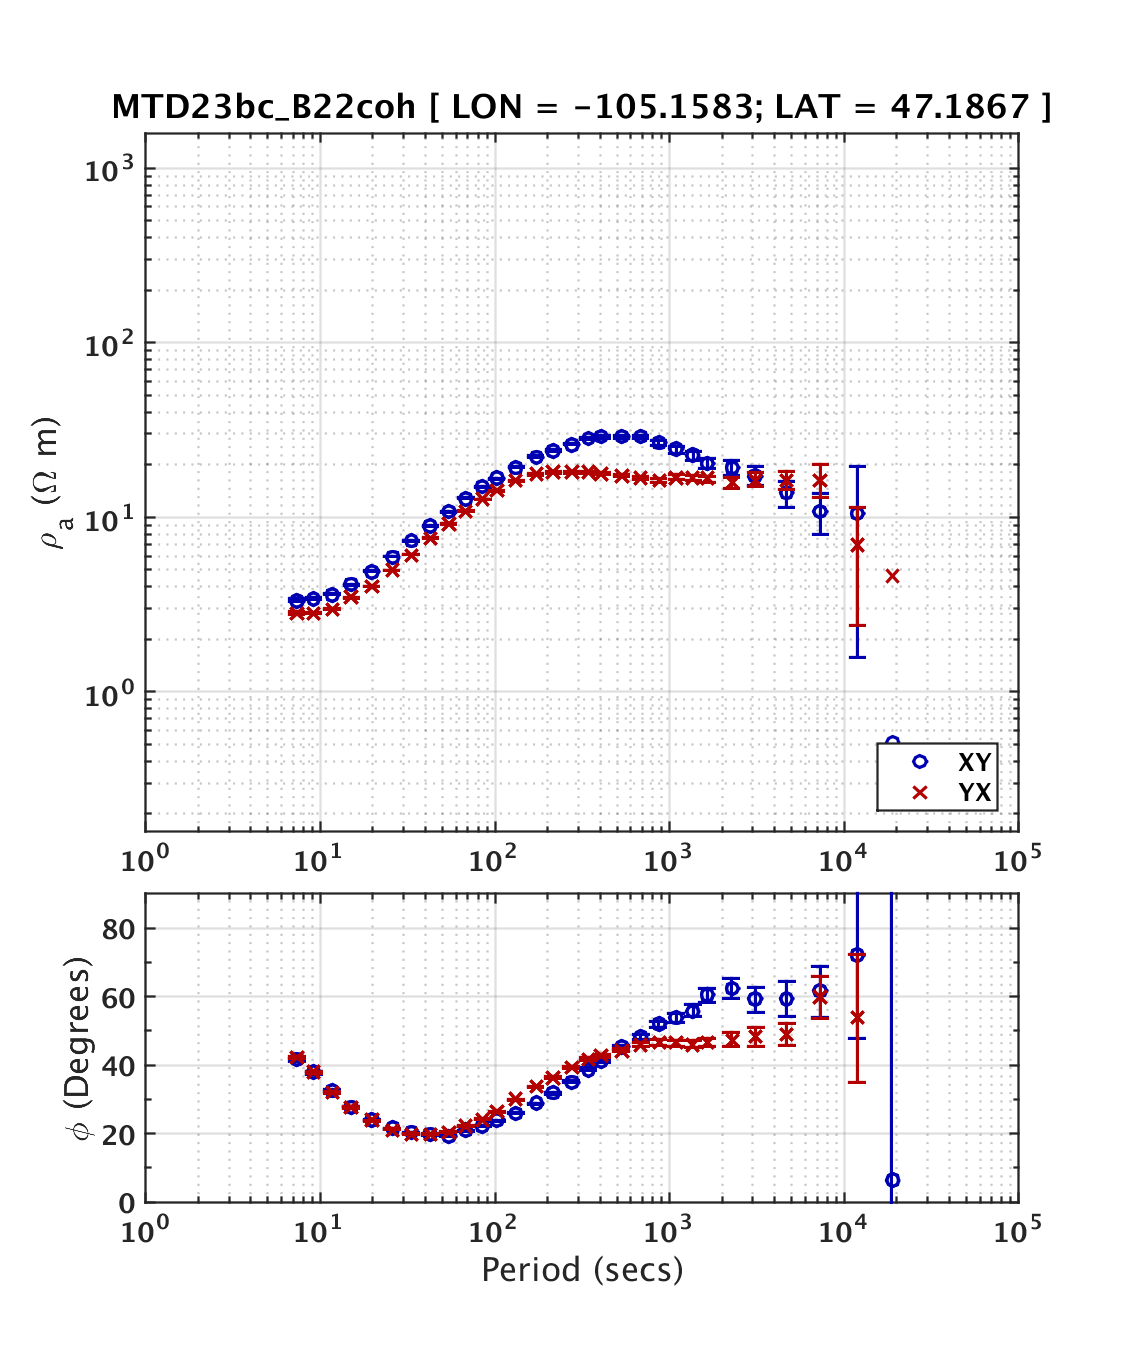 MTD23bc_B22coh [ LON = -105.1583; LAT = 47.1867 ]
10³
10²
10¹
10⁰
ρa (Ω m)
XY
YX
10⁰ 10¹ 10² 10³ 10⁴ 10⁵
80
60
40
20
0
ϕ (Degrees)
10⁰ 10¹ 10² 10³ 10⁴ 10⁵
Period (secs)